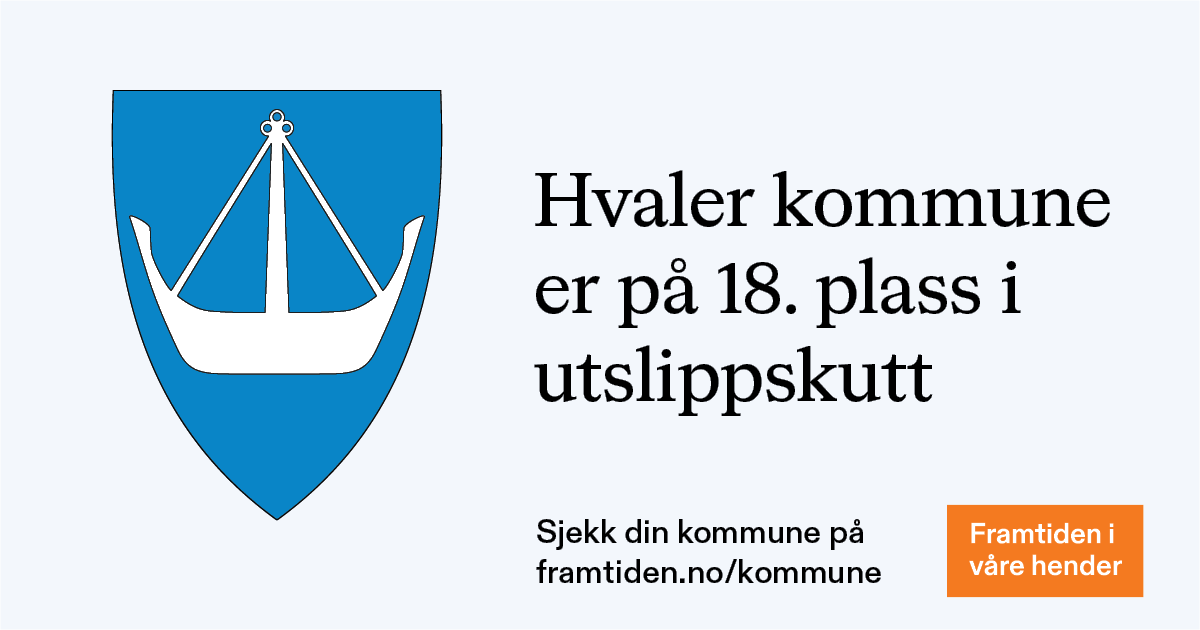 Hvaler kommune
er på 18. plass i
utslippskutt
Sjekk din kommune på
framtiden.no/kommune
Framtiden i
våre hender